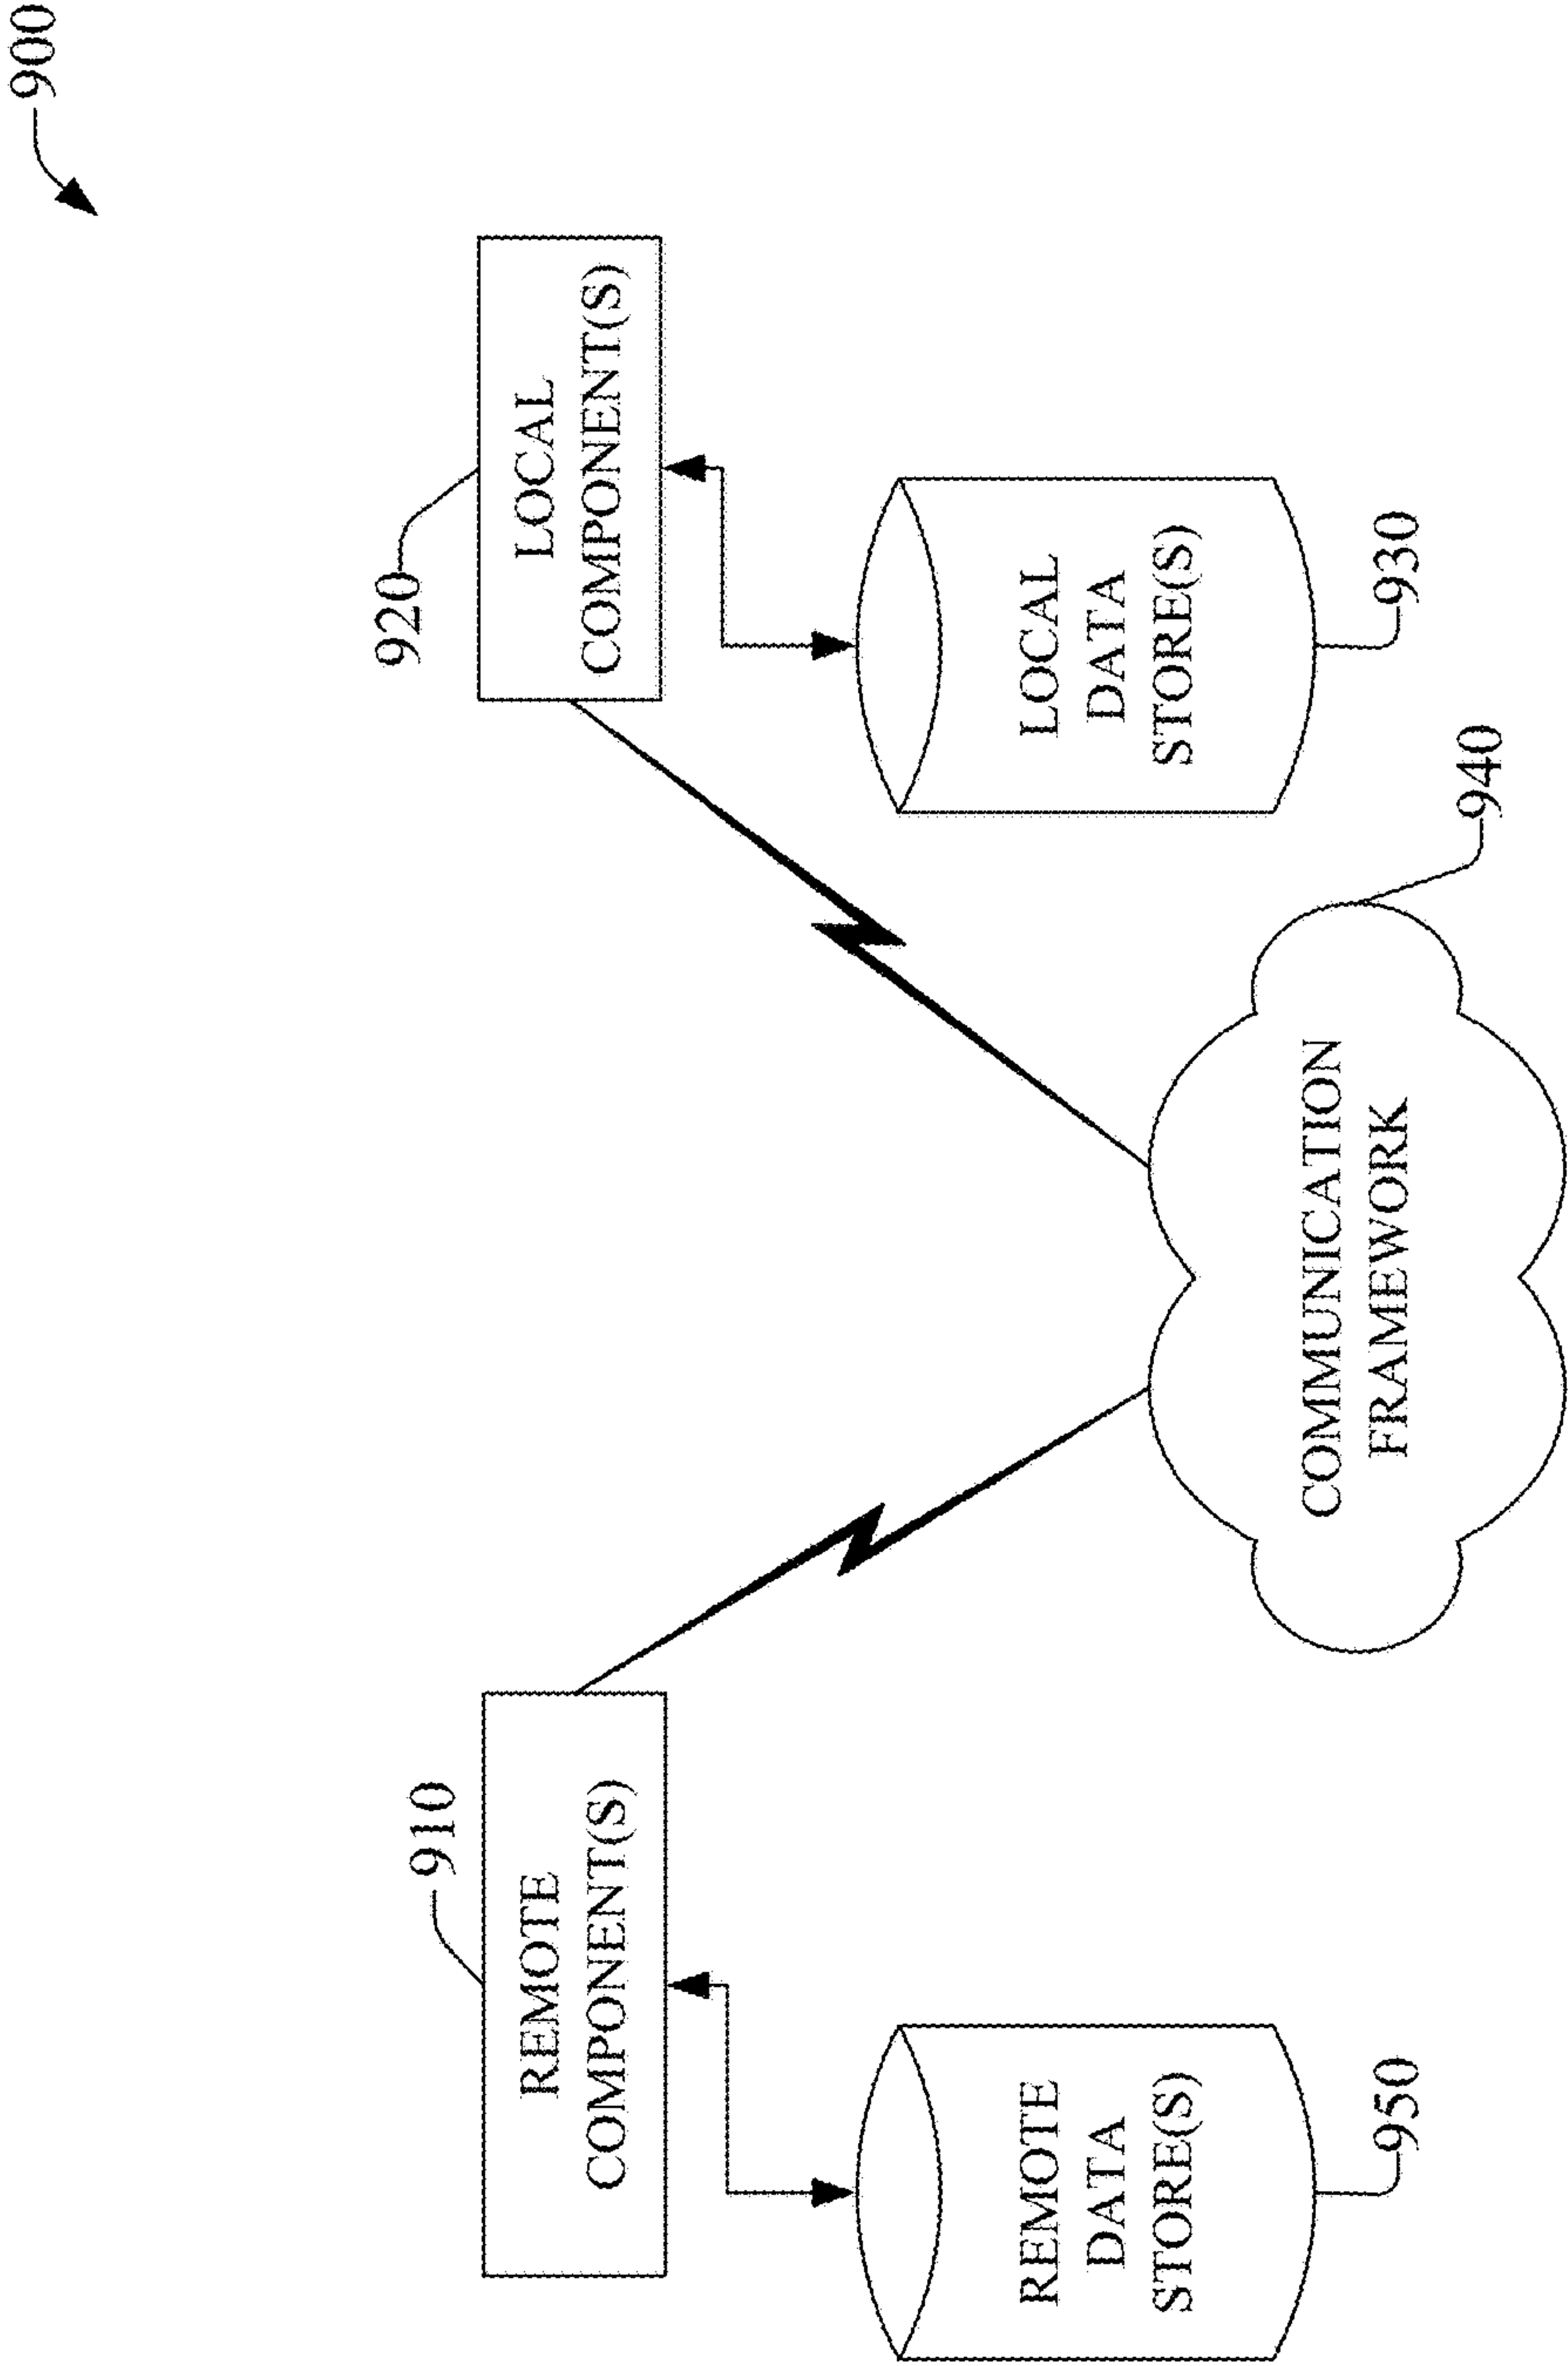 900
910
REMOTE
COMPONENT(S)
920
LOCAL
COMPONENT(S)
REMOTE
DATA
STORE(S)
950
LOCAL
DATA
STORE(S)
930
COMMUNICATION
FRAMEWORK
940